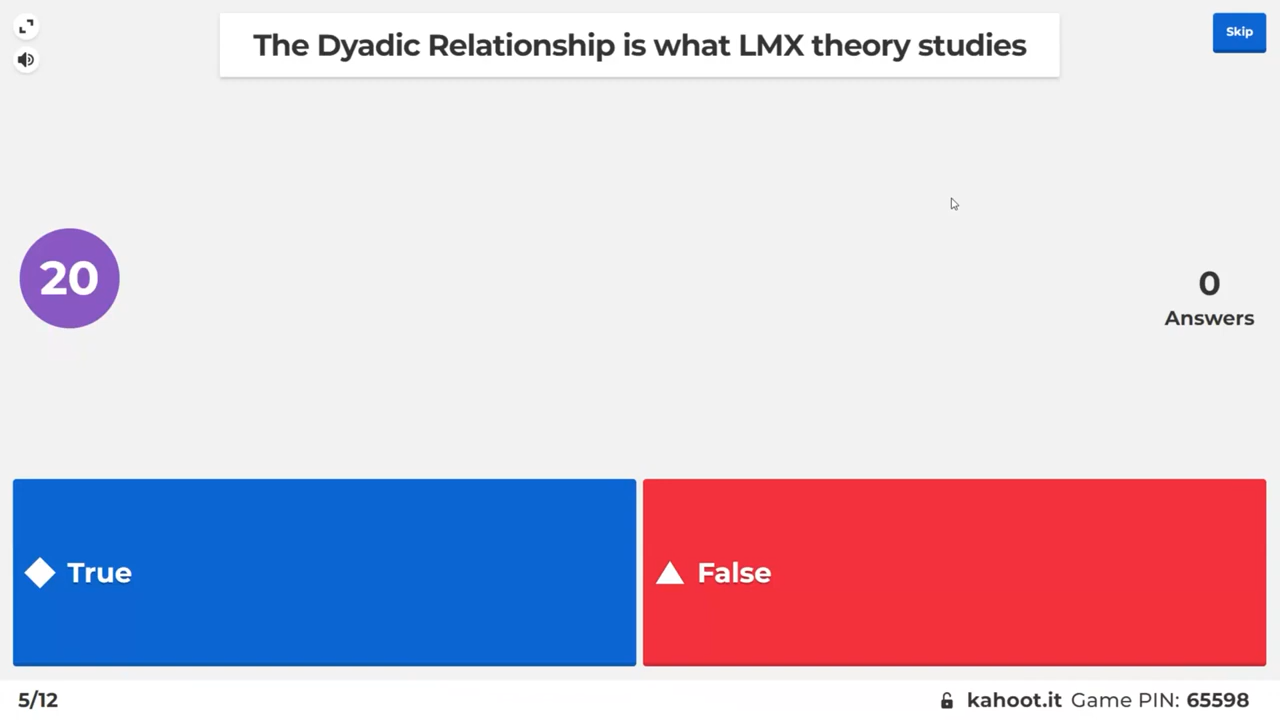 The Dyadic Relationship is what LMX theory studies
Skip
20
0
Answers
True
False
5/12
kahoot.it Game PIN: 65598